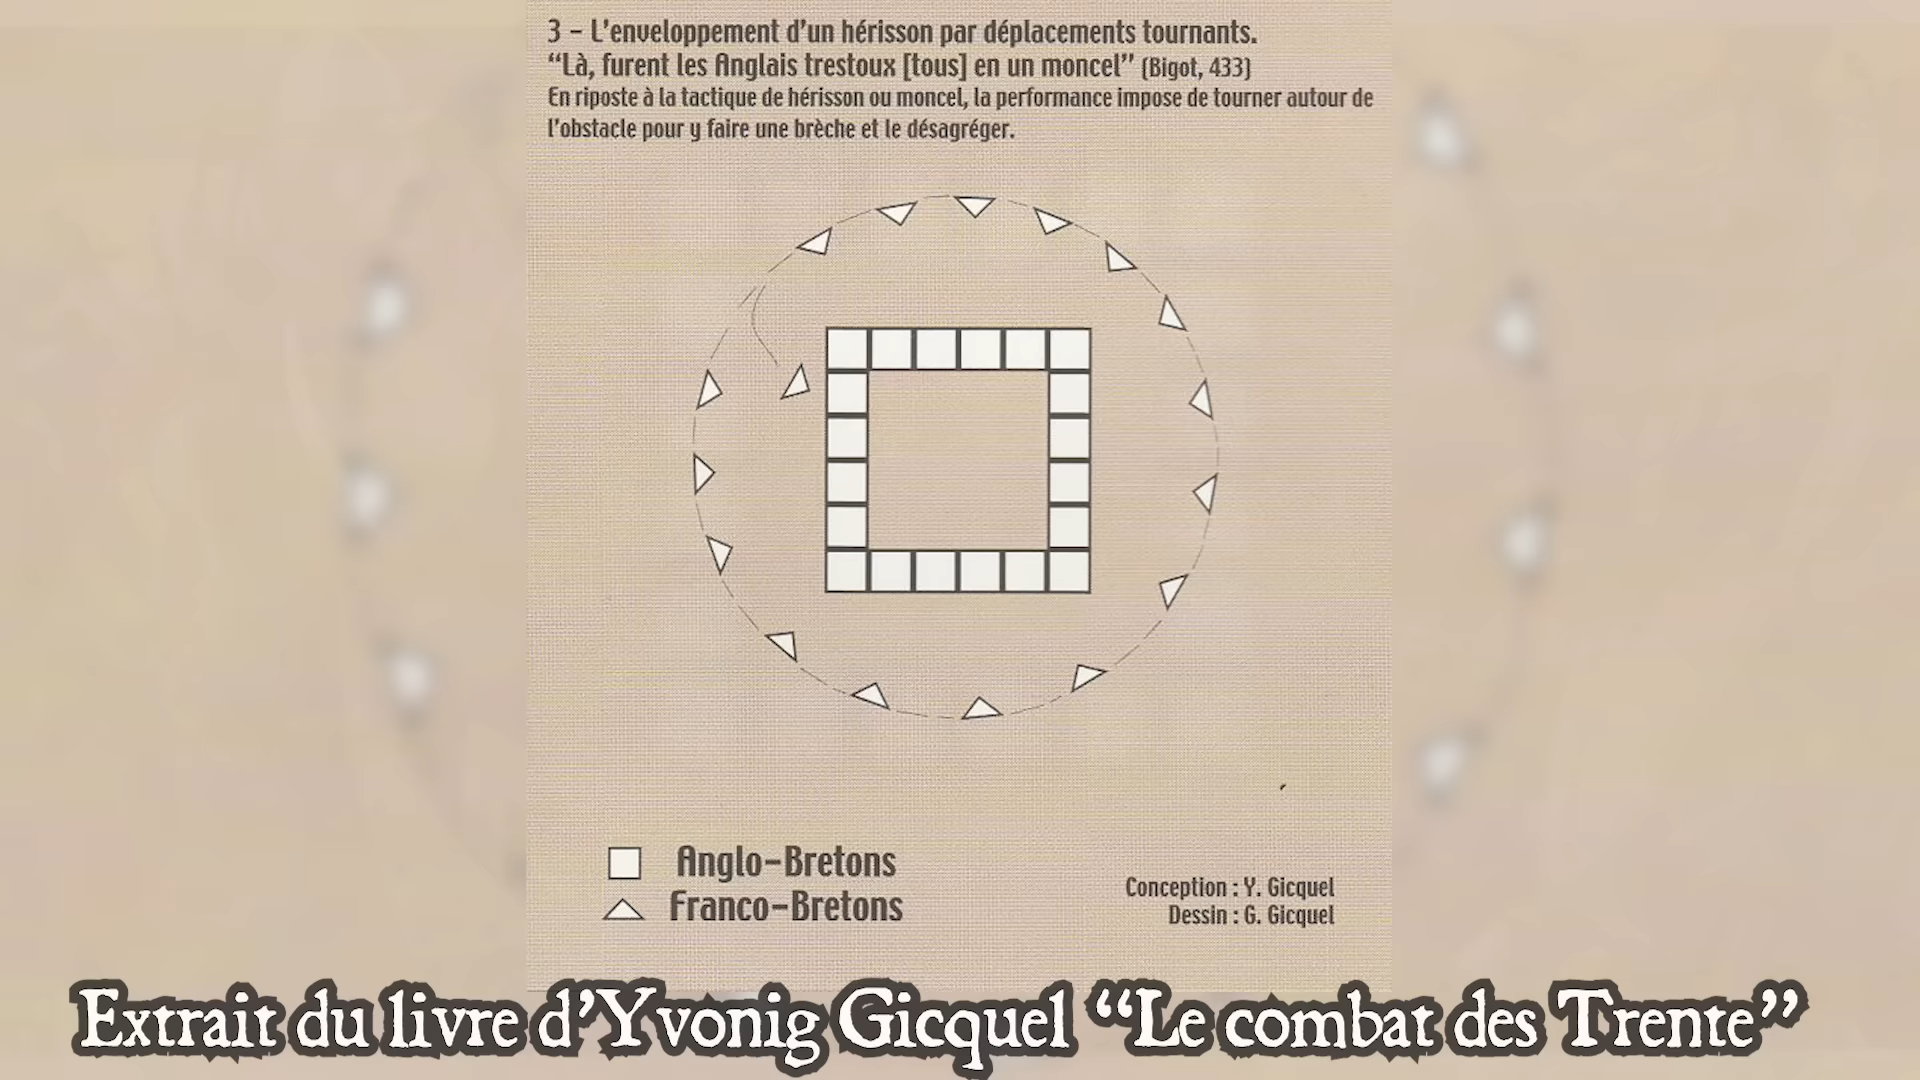 3 – L'enveloppement d'un hérisson par déplacements tournants.
“Là, furent les Anglais trestoux [tous] en un moncel” (Bigot, 433)
En riposte à la tactique de hérisson ou moncel, la performance impose de tourner autour de
l'obstacle pour y faire une brèche et le désagréger.
Anglo-Bretons
Franco-Bretons
Conception : Y. Gicquel
Dessin : G. Gicquel
Extrait du livre d'Yvonig Gicquel “Le combat des Trente”